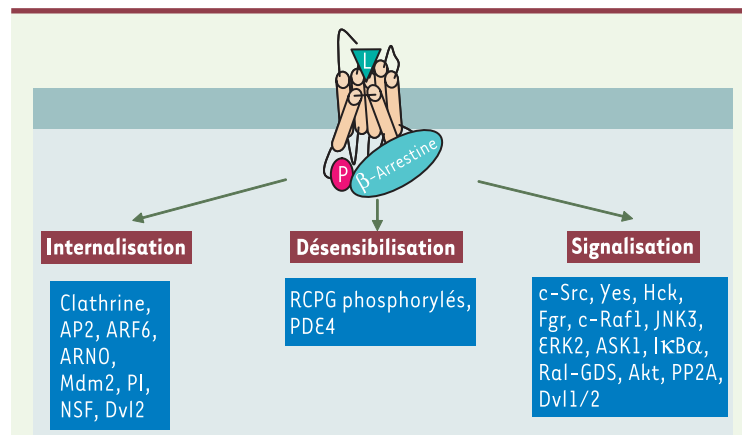 L
P
β-Arrestine
Internalisation
Désensibilisation
Signalisation
Clathrine,
AP2, ARF6,
ARNO,
Mdm2, PI,
NSF, Dvl2
RCPG phosphorylés,
PDE4
c-Src, Yes, Hck,
Fgr, c-Raf1, JNK3,
ERK2, ASK1, IκBα,
Ral-GDS, Akt, PP2A,
Dvl1/2